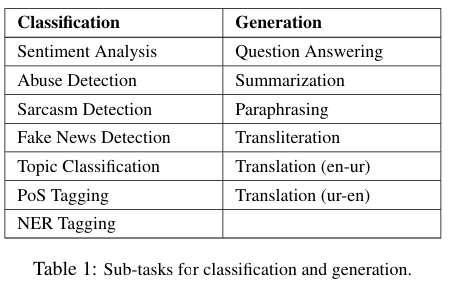 Classification Generation
Sentiment Analysis Question Answering
Abuse Detection Summarization
Sarcasm Detection Paraphrasing
Fake News Detection Transliteration
Topic Classification Translation (en-ur)
PoS Tagging Translation (ur-en)
NER Tagging
Table 1: Sub-tasks for classification and generation.